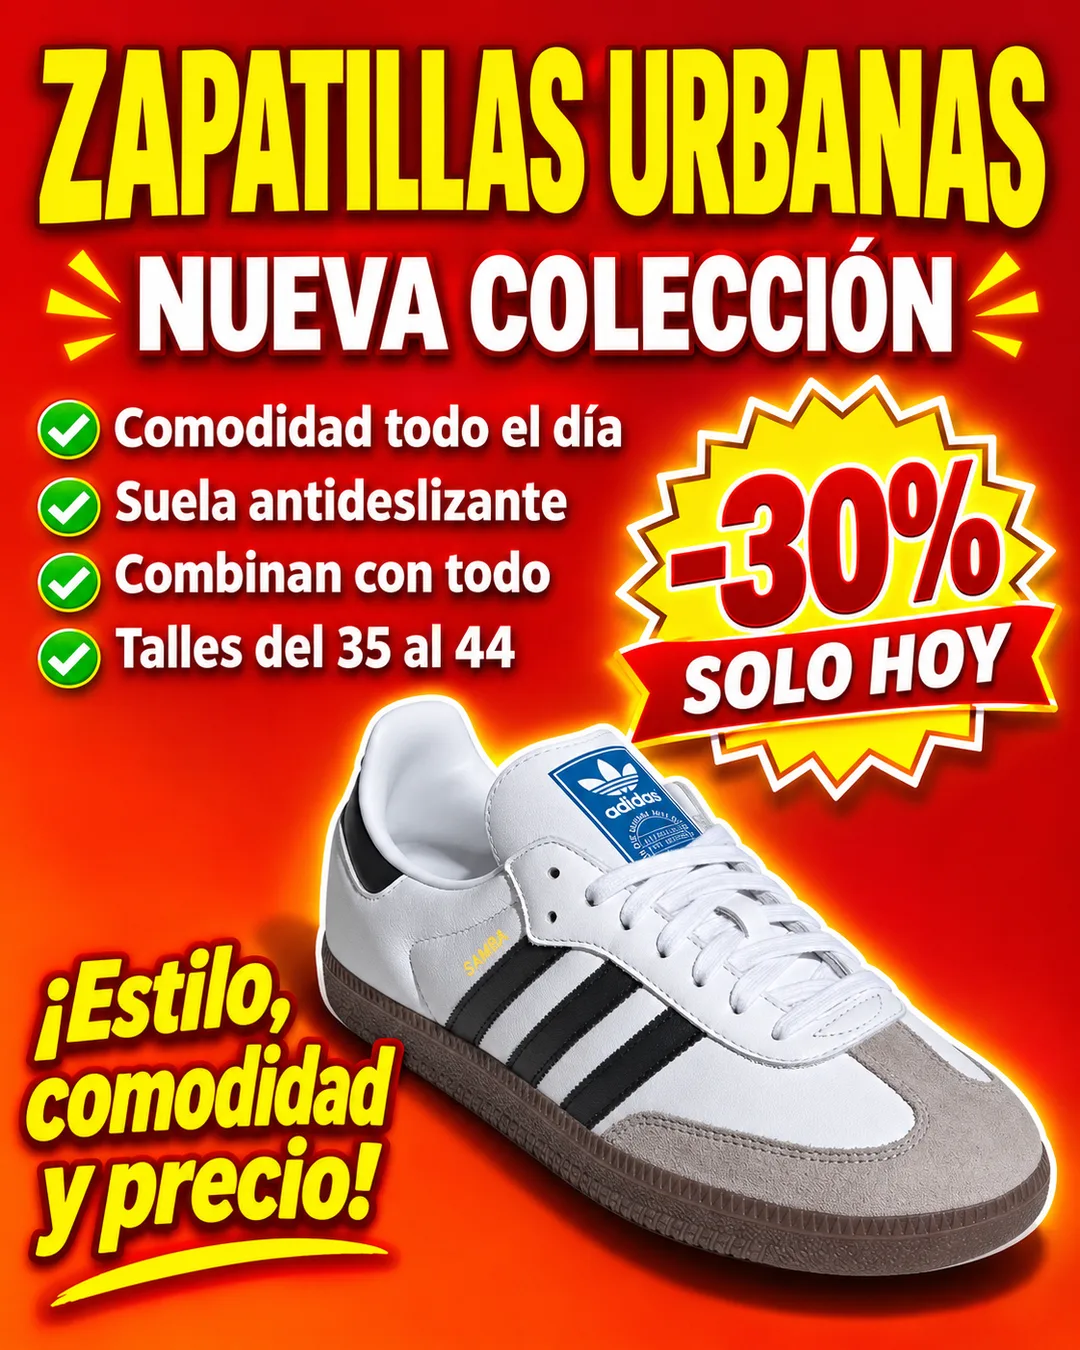 ZAPATILLAS URBANAS
NUEVA COLECCIÓN
Comodidad todo el día
Suela antideslizante
Combinan con todo
Talles del 35 al 44
-30%
SOLO HOY
adidas
SAMBA
¡Estilo,
comodidad
y precio!